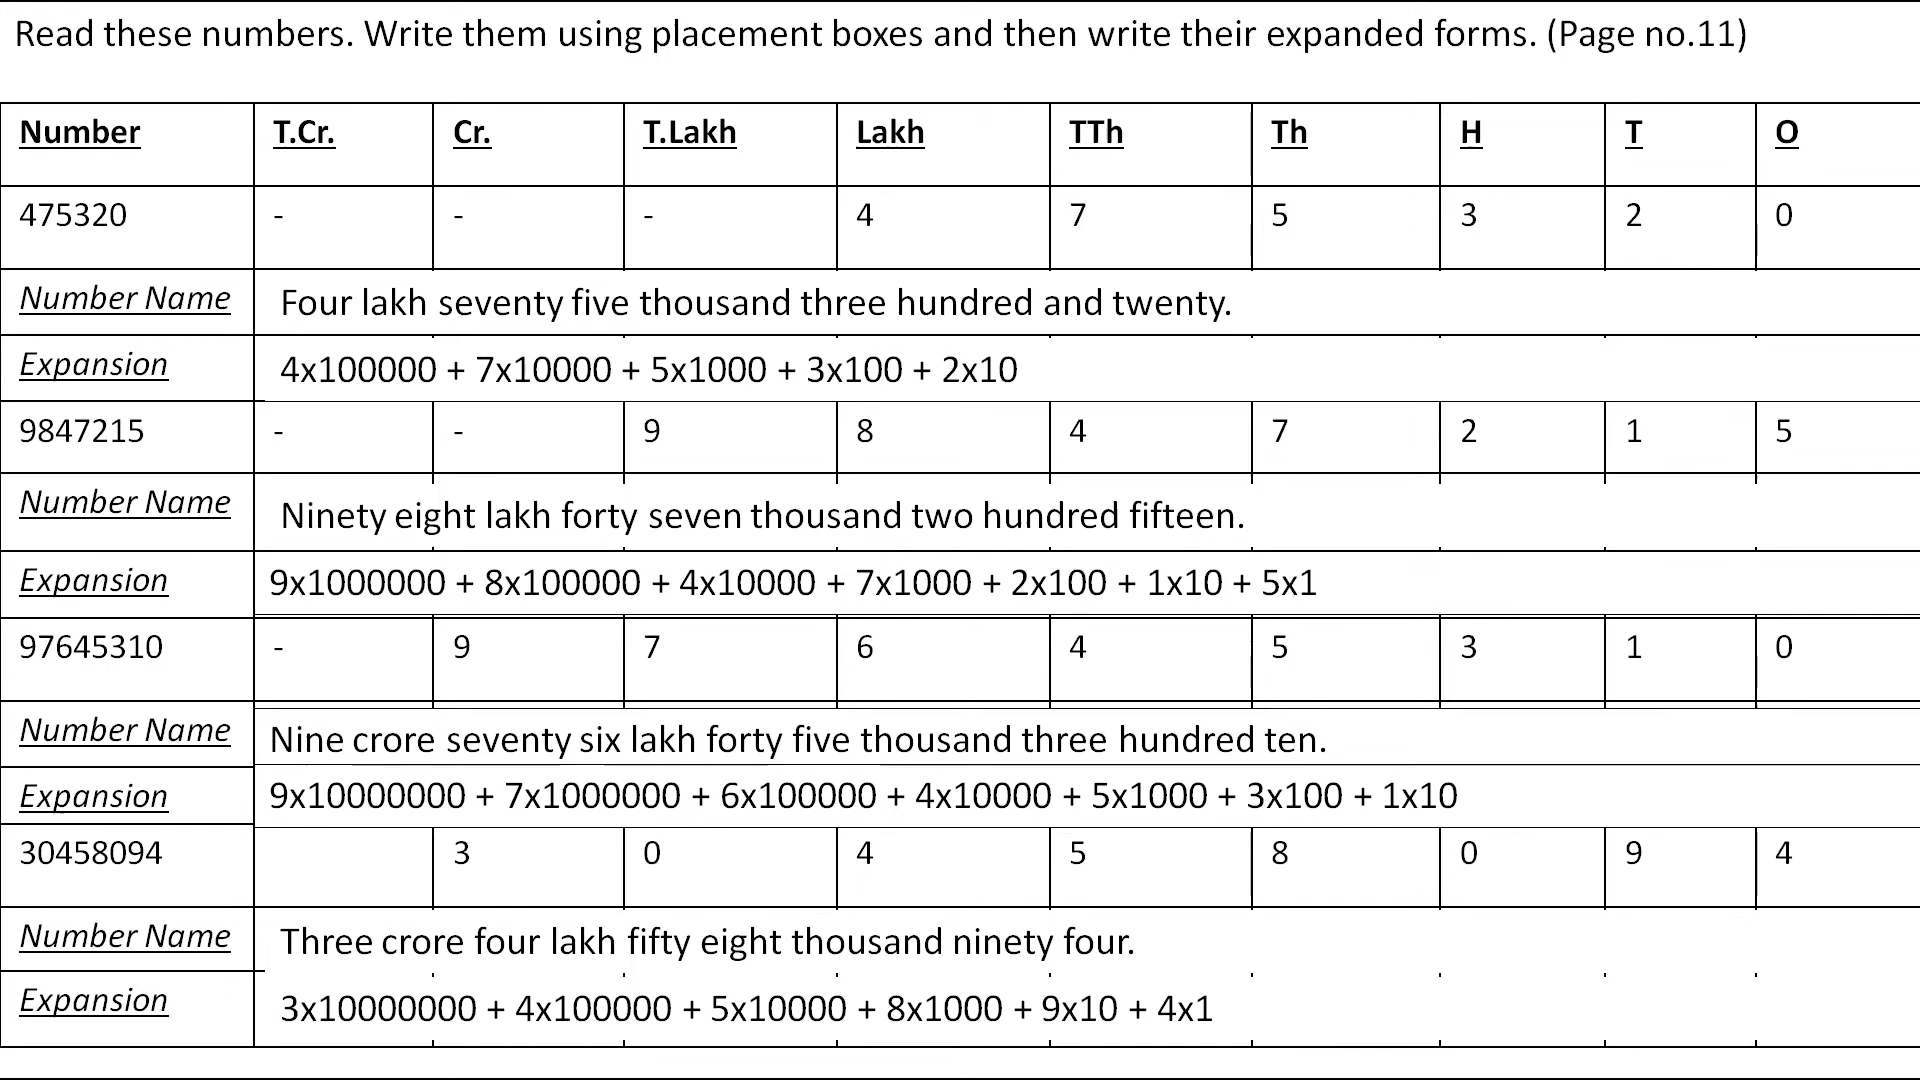 Read these numbers. Write them using placement boxes and then write their expanded forms. (Page no.11)
Number T.Cr. Cr. T.Lakh Lakh TTh Th H T O
475320 - - - 4 7 5 3 2 0
Number Name Four lakh seventy five thousand three hundred and twenty.
Expansion 4x100000 + 7x10000 + 5x1000 + 3x100 + 2x10
9847215 - - 9 8 4 7 2 1 5
Number Name Ninety eight lakh forty seven thousand two hundred fifteen.
Expansion 9x1000000 + 8x100000 + 4x10000 + 7x1000 + 2x100 + 1x10 + 5x1
97645310 - 9 7 6 4 5 3 1 0
Number Name Nine crore seventy six lakh forty five thousand three hundred ten.
Expansion 9x10000000 + 7x1000000 + 6x100000 + 4x10000 + 5x1000 + 3x100 + 1x10
30458094 3 0 4 5 8 0 9 4
Number Name Three crore four lakh fifty eight thousand ninety four.
Expansion 3x10000000 + 4x100000 + 5x10000 + 8x1000 + 9x10 + 4x1